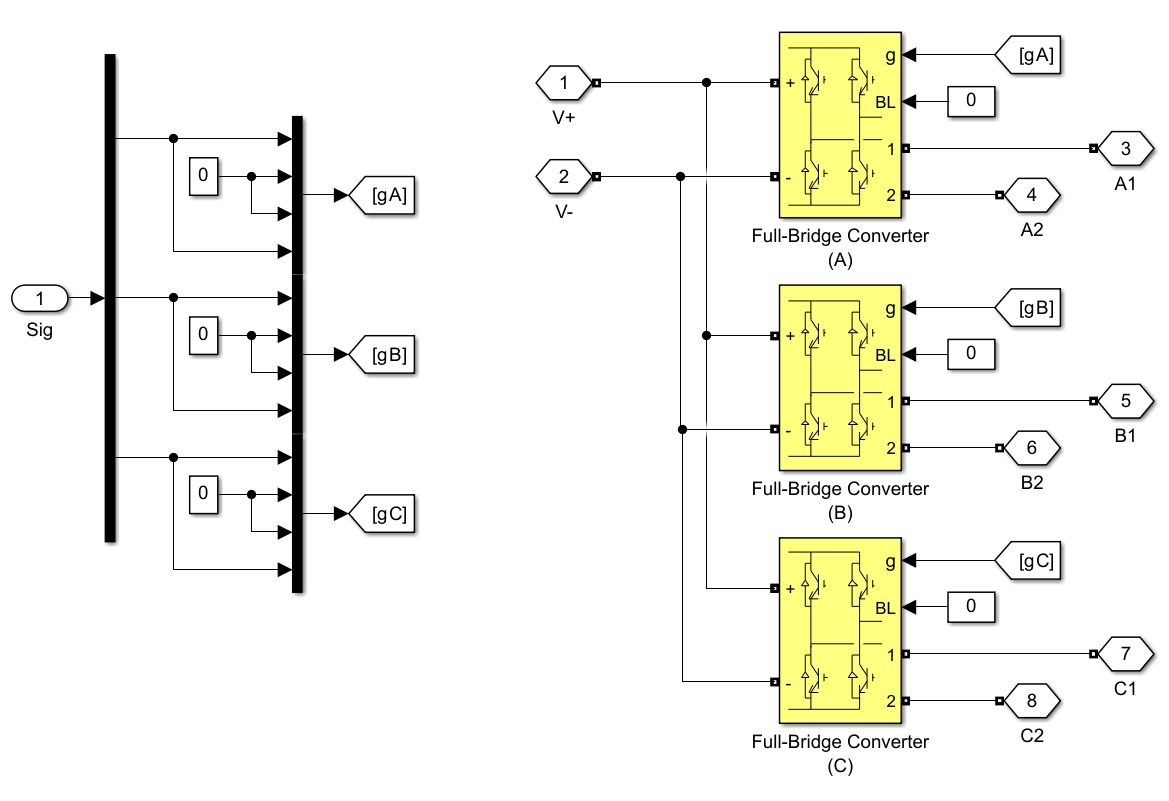 1
Sig
0
[gA]
0
[gB]
0
[gC]
1
V+
2
V-
+
-
g
BL
1
2
[gA]
0
3
A1
4
A2
Full-Bridge Converter
(A)
+
-
g
BL
1
2
[gB]
0
5
B1
6
B2
Full-Bridge Converter
(B)
+
-
g
BL
1
2
[gC]
0
7
C1
8
C2
Full-Bridge Converter
(C)